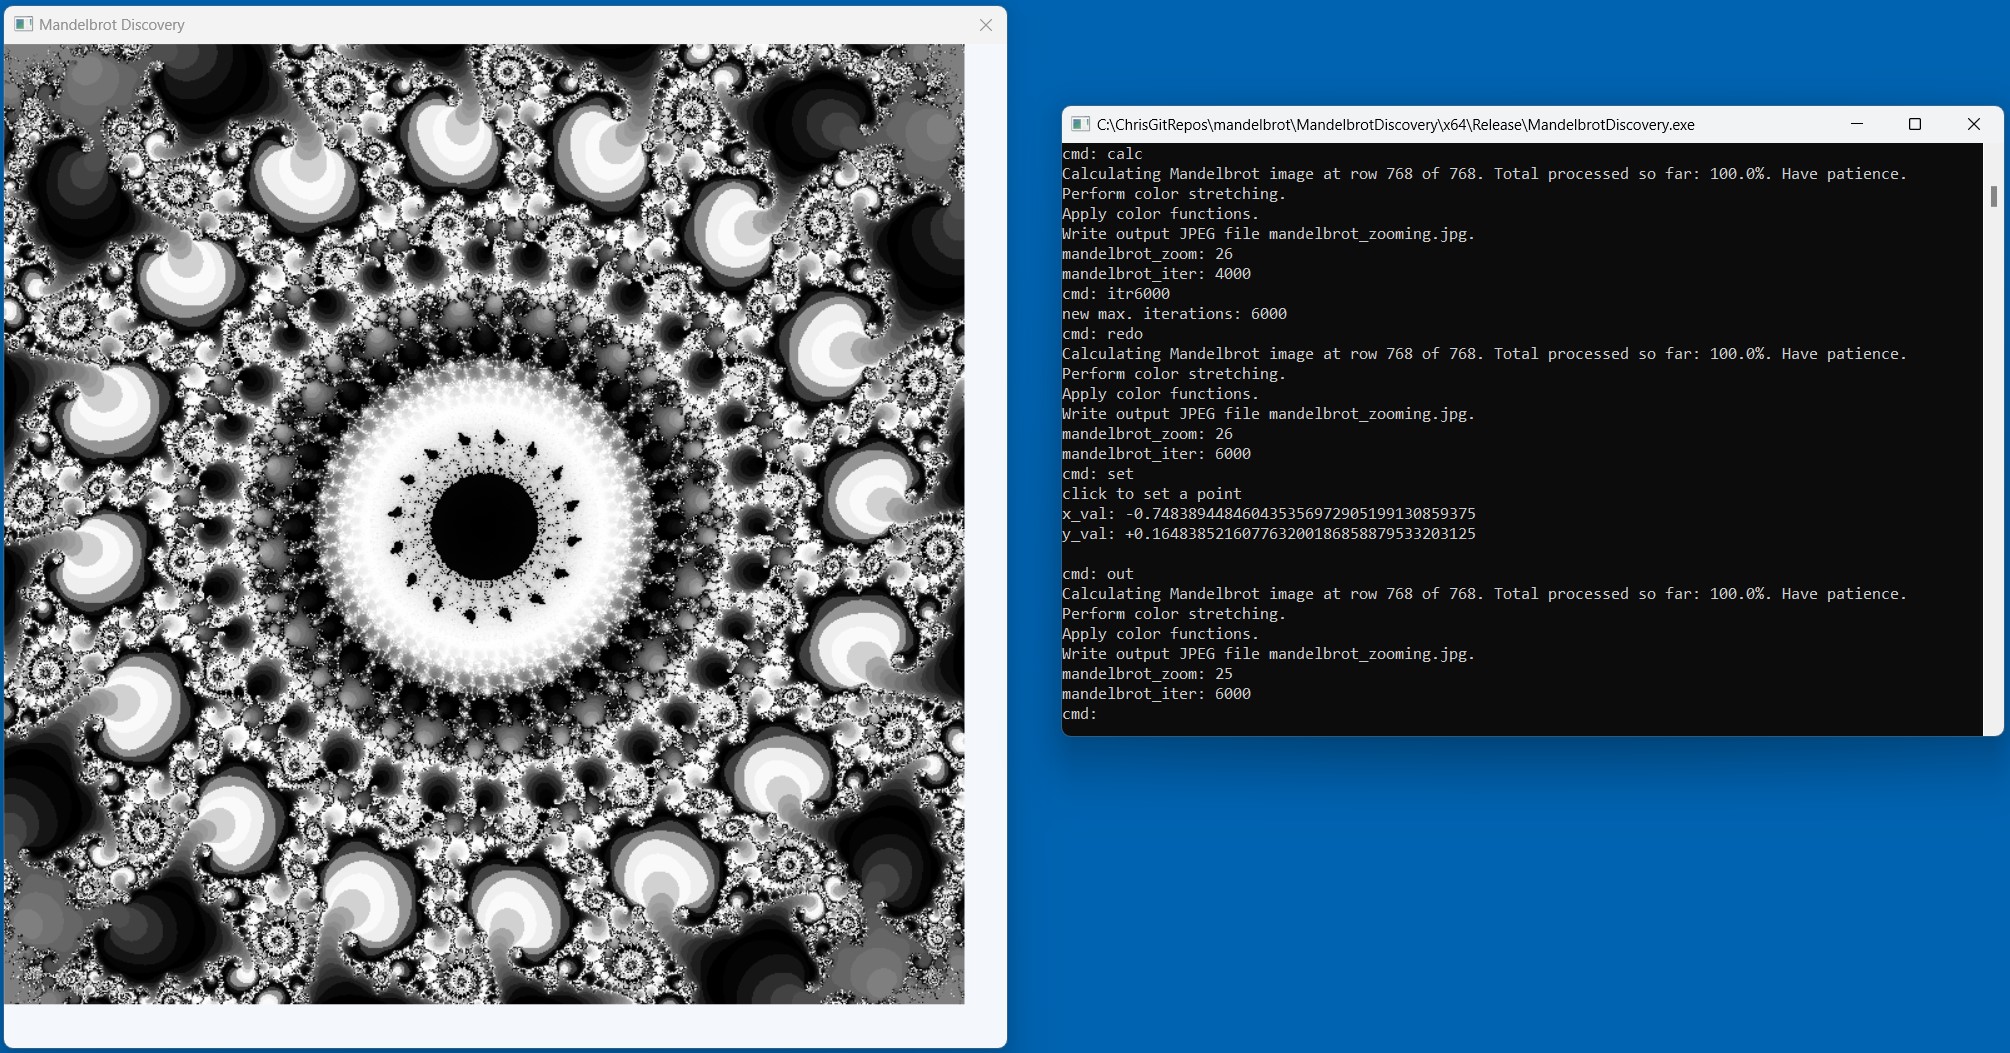 Mandelbrot Discovery
C:\ChrisGitRepos\mandelbrot\MandelbrotDiscovery\x64\Release\MandelbrotDiscovery.exe
cmd: calc
Calculating Mandelbrot image at row 768 of 768. Total processed so far: 100.0%. Have patience.
Perform color stretching.
Apply color functions.
Write output JPEG file mandelbrot_zooming.jpg.
mandelbrot_zoom: 26
mandelbrot_iter: 4000
cmd: itr6000
new max. iterations: 6000
cmd: redo
Calculating Mandelbrot image at row 768 of 768. Total processed so far: 100.0%. Have patience.
Perform color stretching.
Apply color functions.
Write output JPEG file mandelbrot_zooming.jpg.
mandelbrot_zoom: 26
mandelbrot_iter: 6000
cmd: set
click to set a point
x_val: -0.74838944846043535697290519913085​9375
y_val: +0.164838521607763200186858879533203125
cmd: out
Calculating Mandelbrot image at row 768 of 768. Total processed so far: 100.0%. Have patience.
Perform color stretching.
Apply color functions.
Write output JPEG file mandelbrot_zooming.jpg.
mandelbrot_zoom: 25
mandelbrot_iter: 6000
cmd: